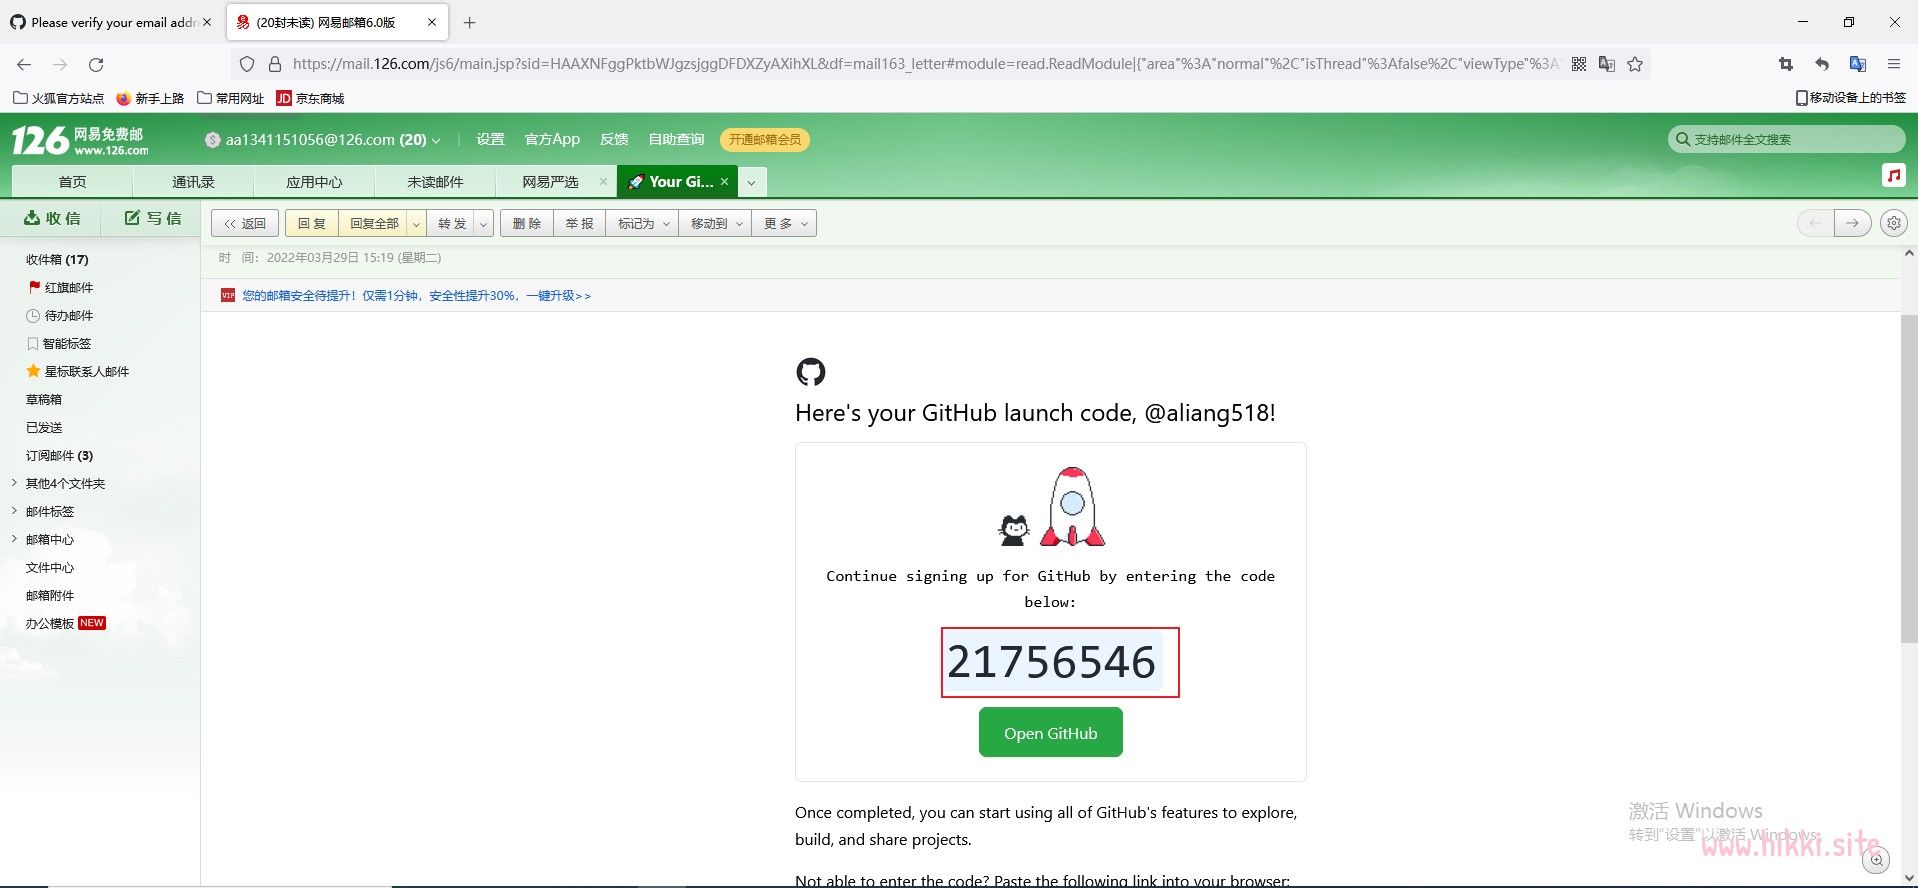 Please verify your email addr
(20封未读) 网易邮箱6.0版
https://mail.126.com/js6/main.jsp?sid=HAAXNFggPktbWJgzsjggDFDXZyAXihXL&df=mail163_letter#module=read.ReadModule|{"area"%3A"normal"%2C"isThread"%3Afalse%2C"viewType"%3A"
火狐官方站点 新手上路 常用网址 JD 京东商城 移动设备上的书签
126 网易免费邮
www.126.com
aa1341151056@126.com (20) 设置 官方App 反馈 自助查询 开通邮箱会员 支持邮件全文搜索
首页 通讯录 应用中心 未读邮件 网易严选 Your Gi...
收信 写信 << 返回 回复 回复全部 转发 删除 举报 标记为 移动到 更多
时 间: 2022年03月29日 15:19 (星期二)
VIP 您的邮箱安全待提升！仅需1分钟，安全性提升30%，一键升级>>
收件箱 (17)
红旗邮件
待办邮件
智能标签
星标联系人邮件
草稿箱
已发送
订阅邮件 (3)
其他4个文件夹
邮件标签
邮箱中心
文件中心
邮箱附件
办公模板 NEW
Here's your GitHub launch code, @aliang518!
Continue signing up for GitHub by entering the code
below:
21756546
Open GitHub
Once completed, you can start using all of GitHub's features to explore,
build, and share projects.
Not able to enter the code? Paste the following link into your browser:
激活 Windows
转到"设置"以激活 Windows。
www.hikki.site